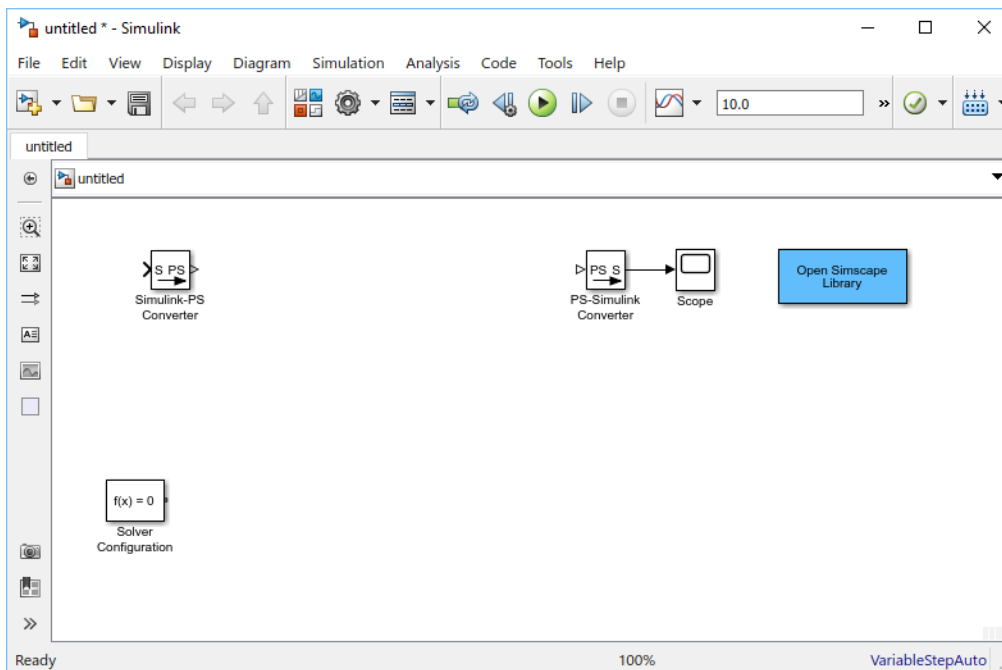 untitled * - Simulink
File Edit View Display Diagram Simulation Analysis Code Tools Help
10.0 »
untitled
untitled
S PS
Simulink-PS
Converter
PS S
PS-Simulink
Converter
Scope
Open Simscape
Library
f(x) = 0
Solver
Configuration
Ready 100% VariableStepAuto